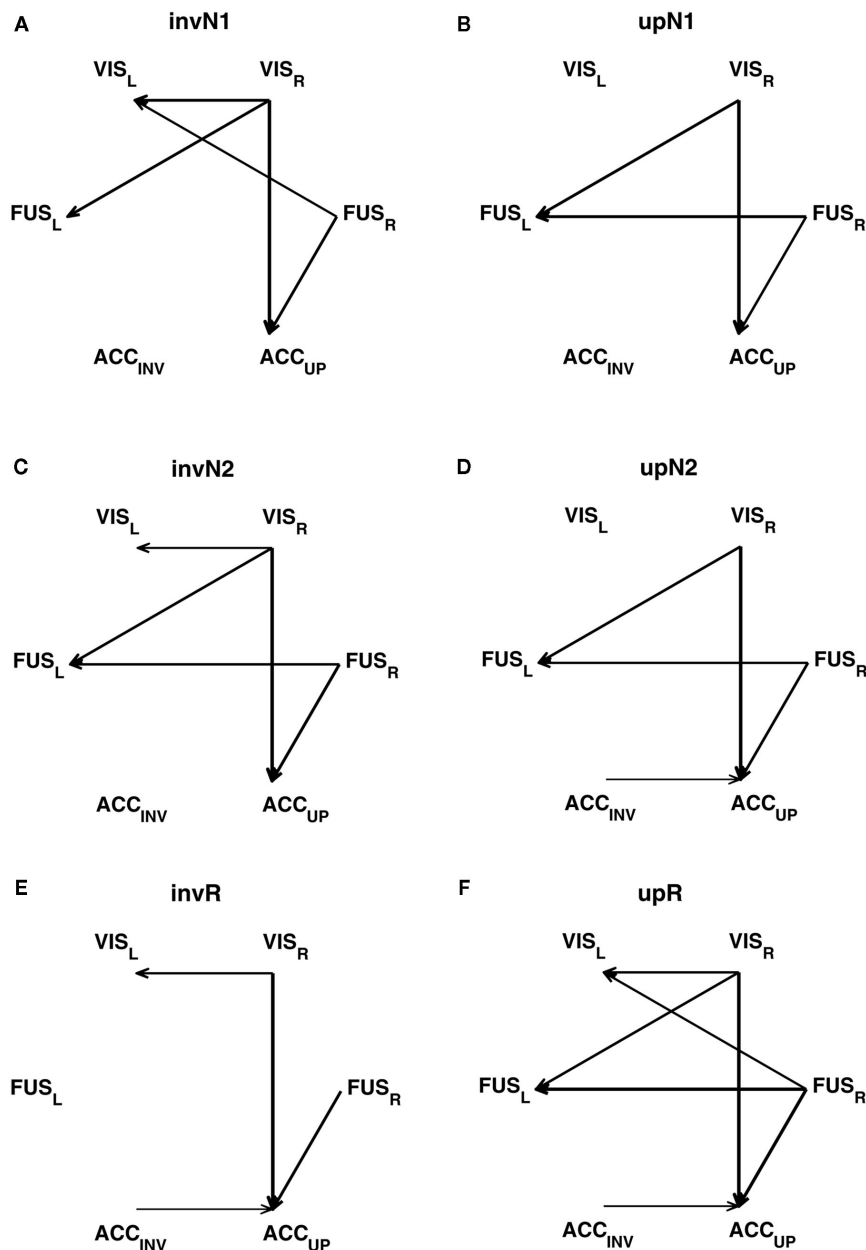 A invN1 B upN1
VIS_L VIS_R VIS_L VIS_R
FUS_L FUS_R FUS_L FUS_R
ACC_INV ACC_UP ACC_INV ACC_UP
C invN2 D upN2
VIS_L VIS_R VIS_L VIS_R
FUS_L FUS_R FUS_L FUS_R
ACC_INV ACC_UP ACC_INV ACC_UP
E invR F upR
VIS_L VIS_R VIS_L VIS_R
FUS_L FUS_R FUS_L FUS_R
ACC_INV ACC_UP ACC_INV ACC_UP